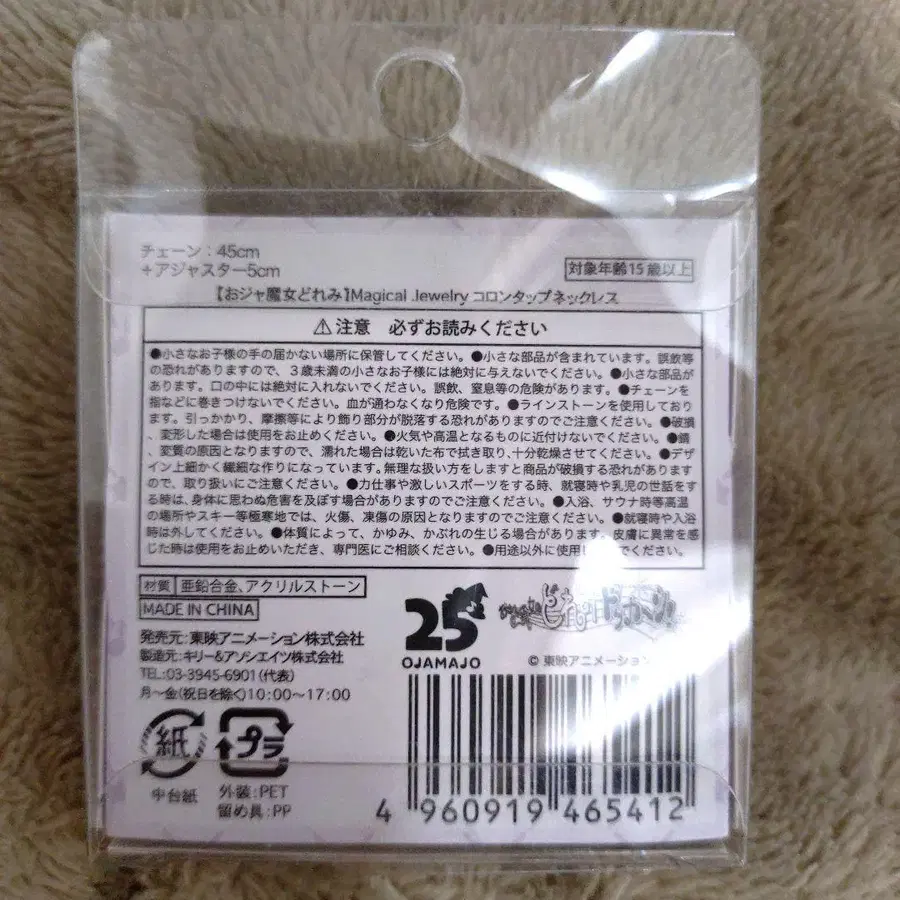 チェーン：45cm
+アジャスター5cm
対象年齢15歳以上
【おジャ魔女どれみ】Magical Jewelry コロンタップネックレス
⚠注意 必ずお読みください
●小さなお子様の手の届かない場所に保管してください。●小さな部品が含まれています。誤飲等
の恐れがありますので、３歳未満の小さなお子様には絶対に与えないでください。●小さな部品が
あります。口の中には絶対に入れないでください。誤飲、窒息等の危険があります。●チェーンを
指などに巻きつけないでください。血が通わなくなり危険です。●ラインストーンを使用しており
ます。引っかかり、摩擦等により飾り部分が脱落する恐れがありますのでご注意ください。●破損
、変形した場合は使用をお止めください。●火気や高温となるものに近付けないでください。●錆
、変質の原因となりますので、濡れた場合は乾いた布で拭き取り、十分乾燥させてください。●デザ
イン上細かく繊細な作りになっています。無理な扱い方をしますと商品が破損する恐れがあります
ので、取り扱いにご注意ください。●力仕事や激しいスポーツをする時、就寝時や乳児の世話をする
時は、身体に思わぬ危害を及ぼす場合がありますのでご注意ください。●入浴、サウナ時等高温
の場所やスキー等極寒地では、火傷、凍傷の原因となりますのでご注意ください。●就寝時や入浴
時は外してください。●体質によって、かゆみ、かぶれの生じる場合があります。皮膚に異常を感
じた時は使用をお止めいただき、専門医にご相談ください。●用途以外に使用しないでください。
材質 亜鉛合金、アクリルストーン
MADE IN CHINA
発売元：東映アニメーション株式会社
製造元：キリー&アソシエイツ株式会社
TEL:03-3945-6901（代表）
月〜金（祝日を除く）10:00〜17:00
25
OJAMAJO
おジャ魔女どれみドッカ〜ン!
© 東映アニメーション
紙
中台紙
プラ
外装：PET
留め具：PP
4 960919 465412